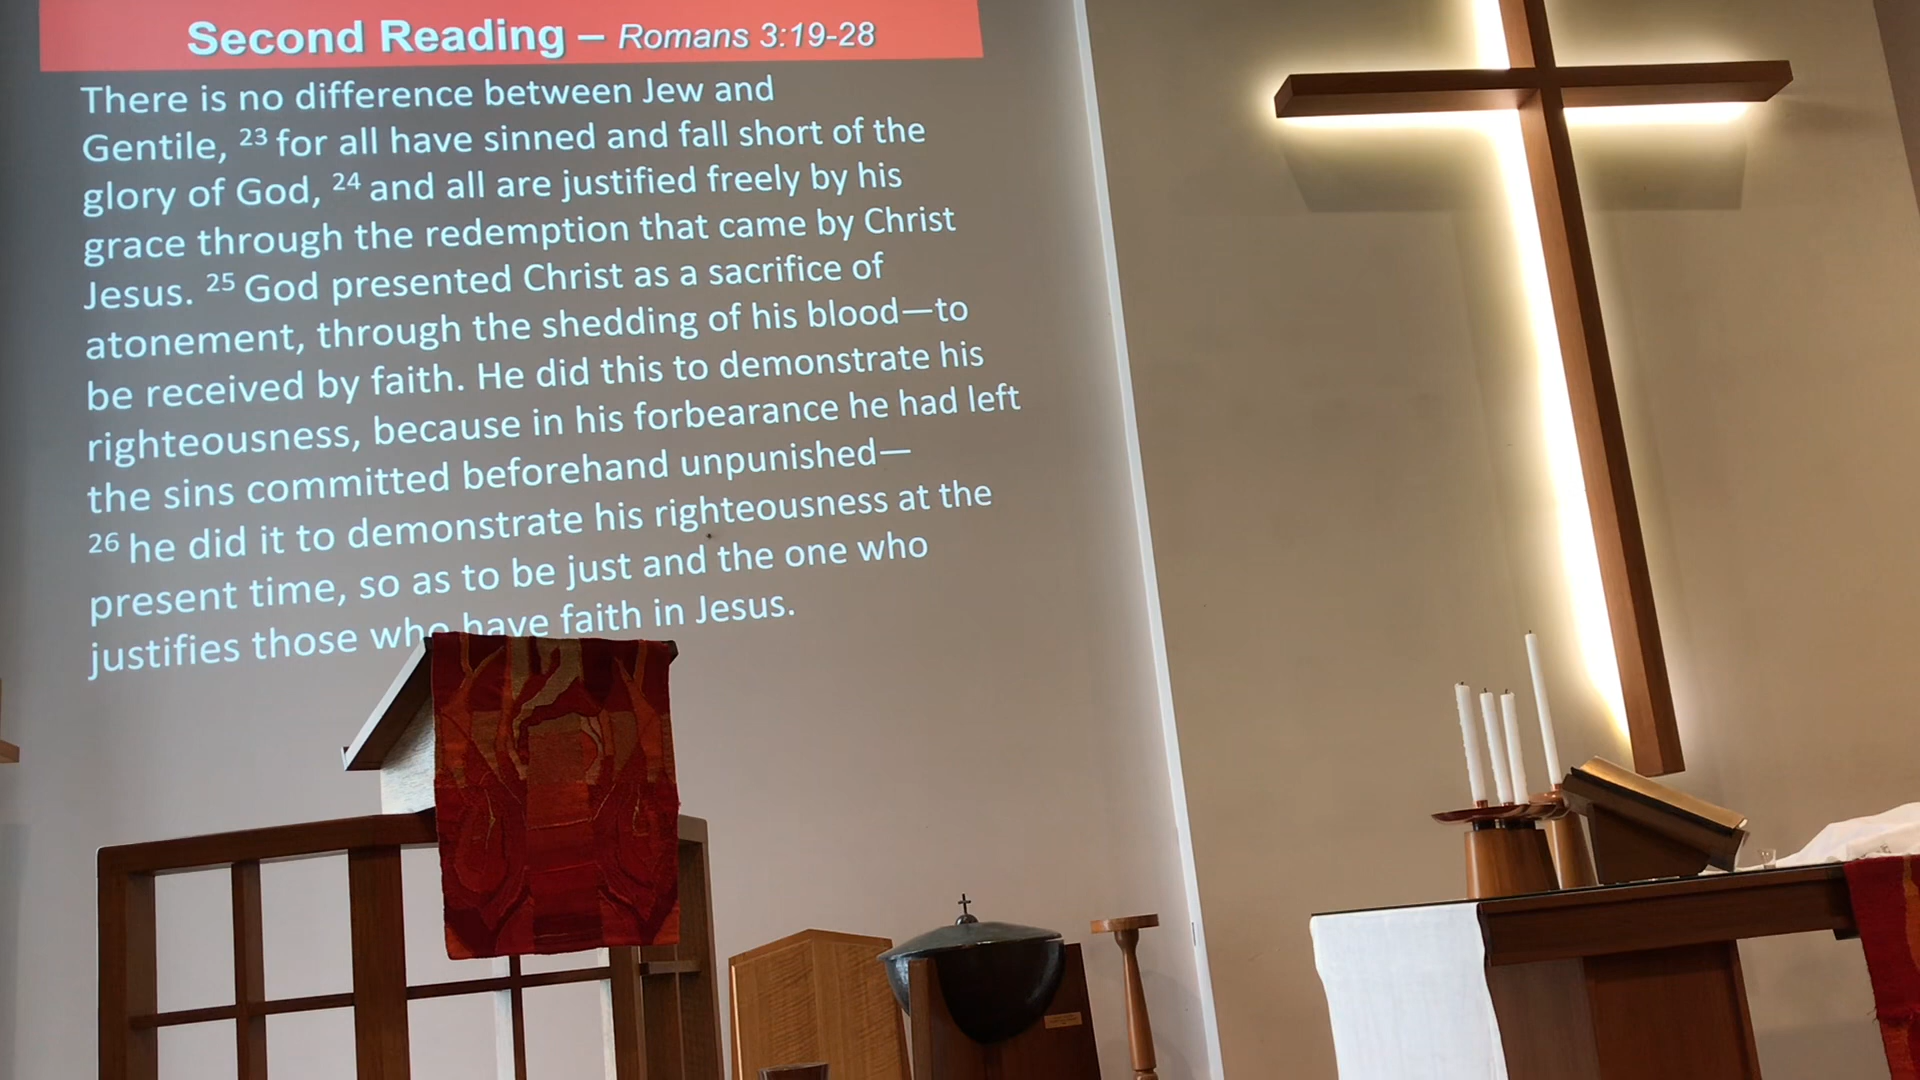 Second Reading – Romans 3:19-28
There is no difference between Jew and
Gentile, 23 for all have sinned and fall short of the
glory of God, 24 and all are justified freely by his
grace through the redemption that came by Christ
Jesus. 25 God presented Christ as a sacrifice of
atonement, through the shedding of his blood—to
be received by faith. He did this to demonstrate his
righteousness, because in his forbearance he had left
the sins committed beforehand unpunished—
26 he did it to demonstrate his righteousness at the
present time, so as to be just and the one who
justifies those who have faith in Jesus.